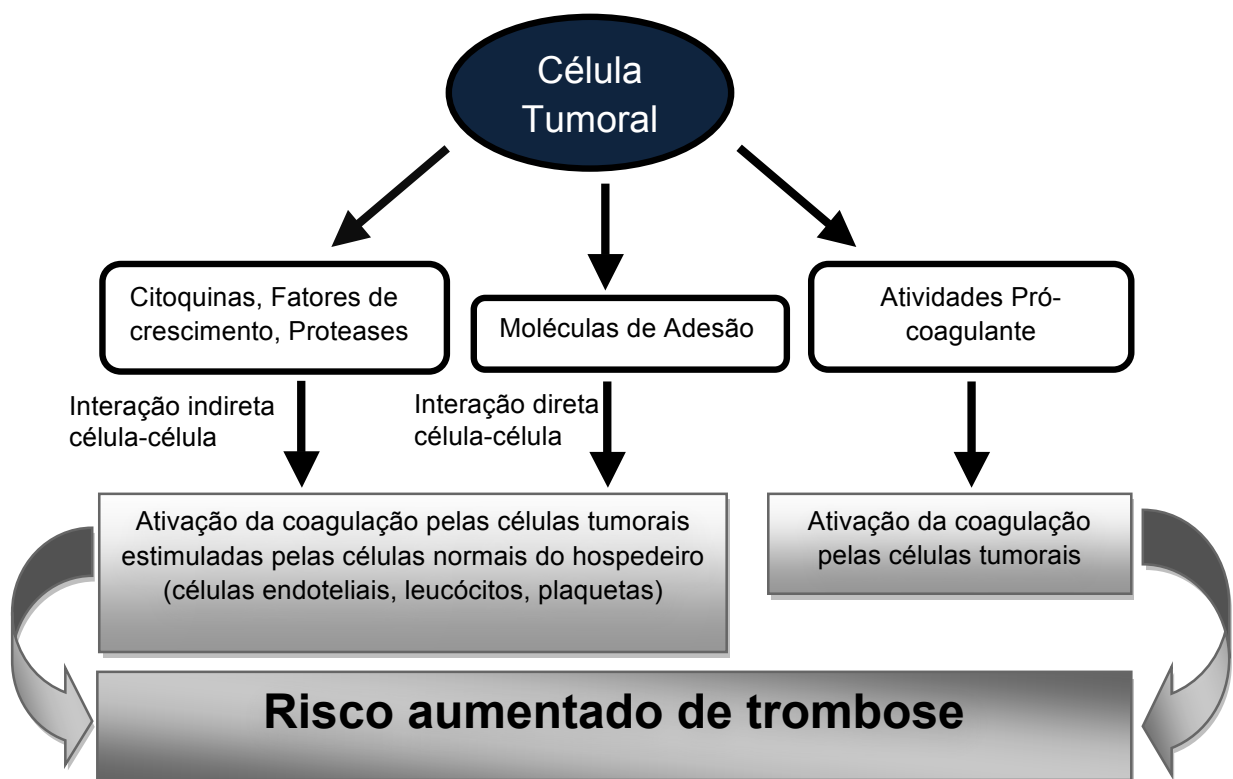 Célula
Tumoral
Citoquinas, Fatores de
crescimento, Proteases
Moléculas de Adesão
Atividades Pró-
coagulante
Interação indireta
célula-célula
Interação direta
célula-célula
Ativação da coagulação pelas células tumorais
estimuladas pelas células normais do hospedeiro
(células endoteliais, leucócitos, plaquetas)
Ativação da coagulação
pelas células tumorais
Risco aumentado de trombose